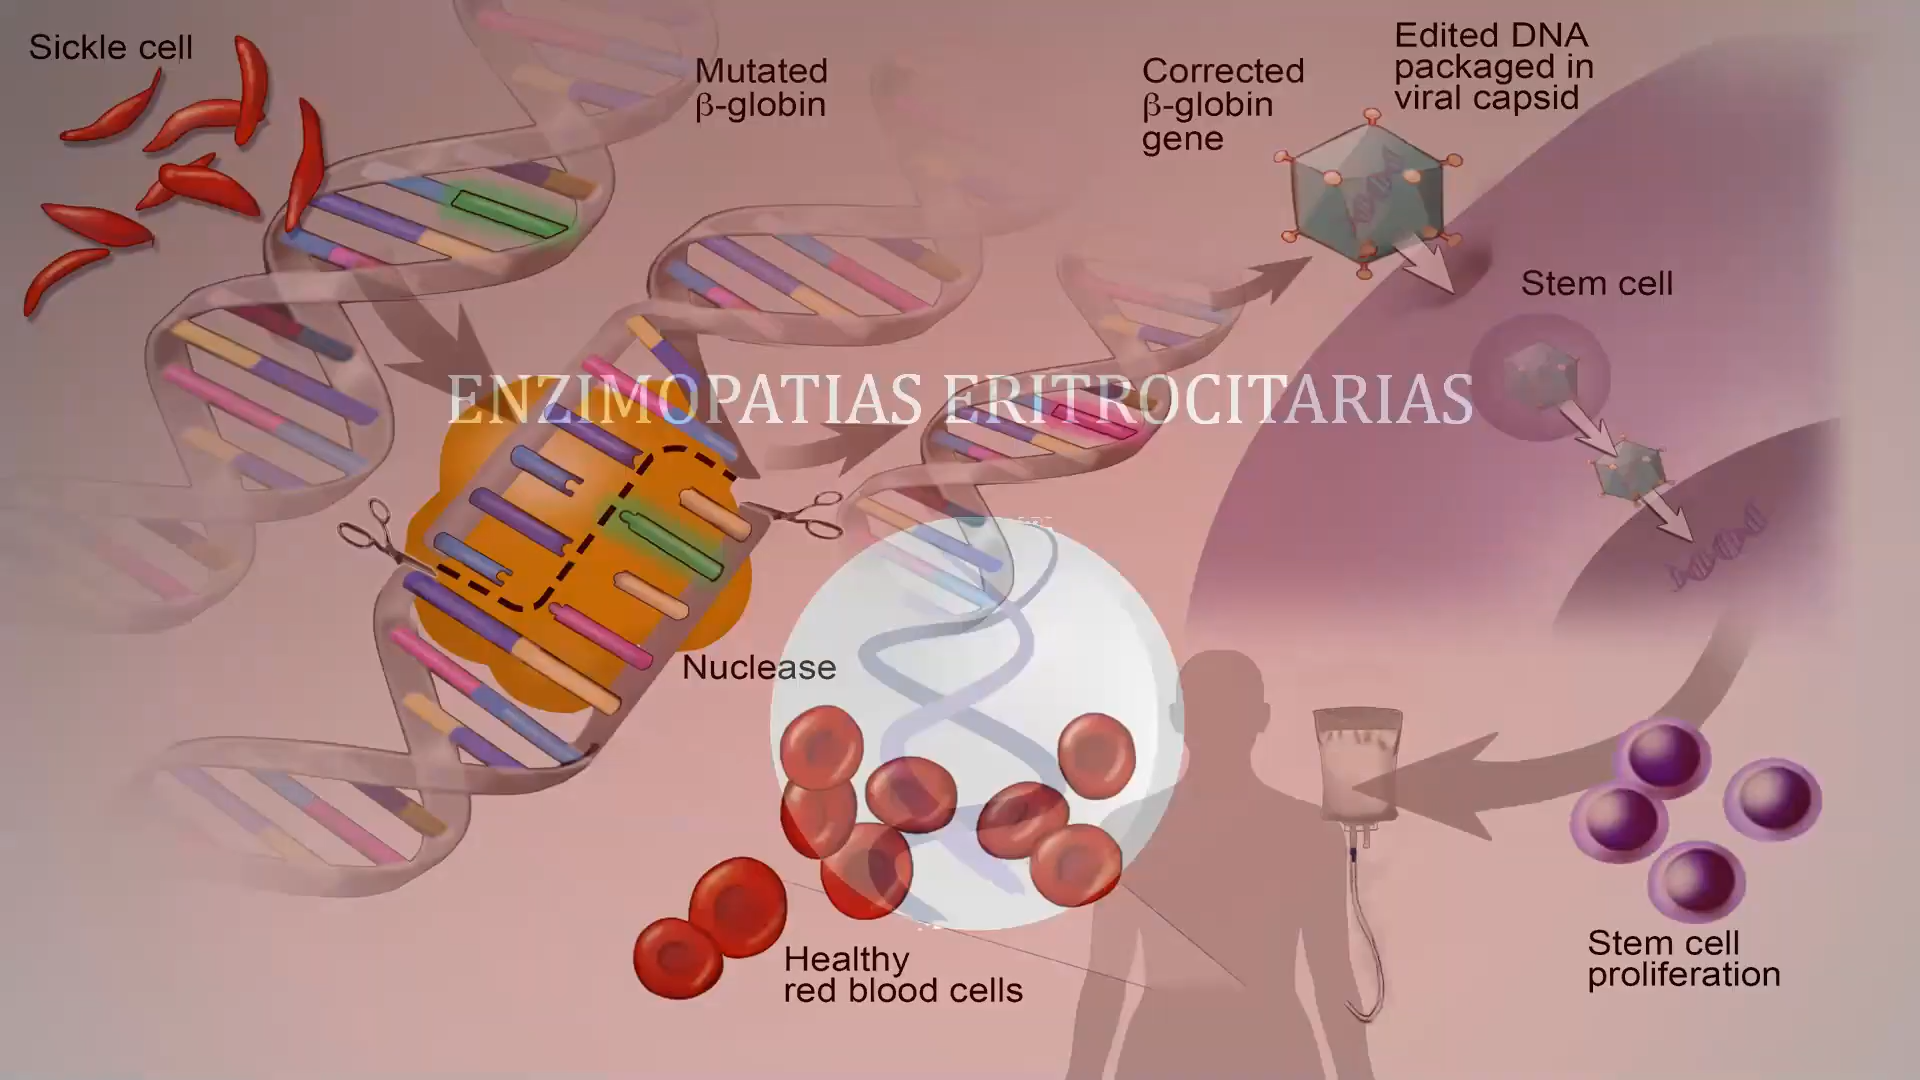 Sickle cell
Mutated
β-globin
Corrected
β-globin
gene
Edited DNA
packaged in
viral capsid
Stem cell
ENZIMOPATIAS ERITROCITARIAS
Nuclease
Healthy
red blood cells
Stem cell
proliferation